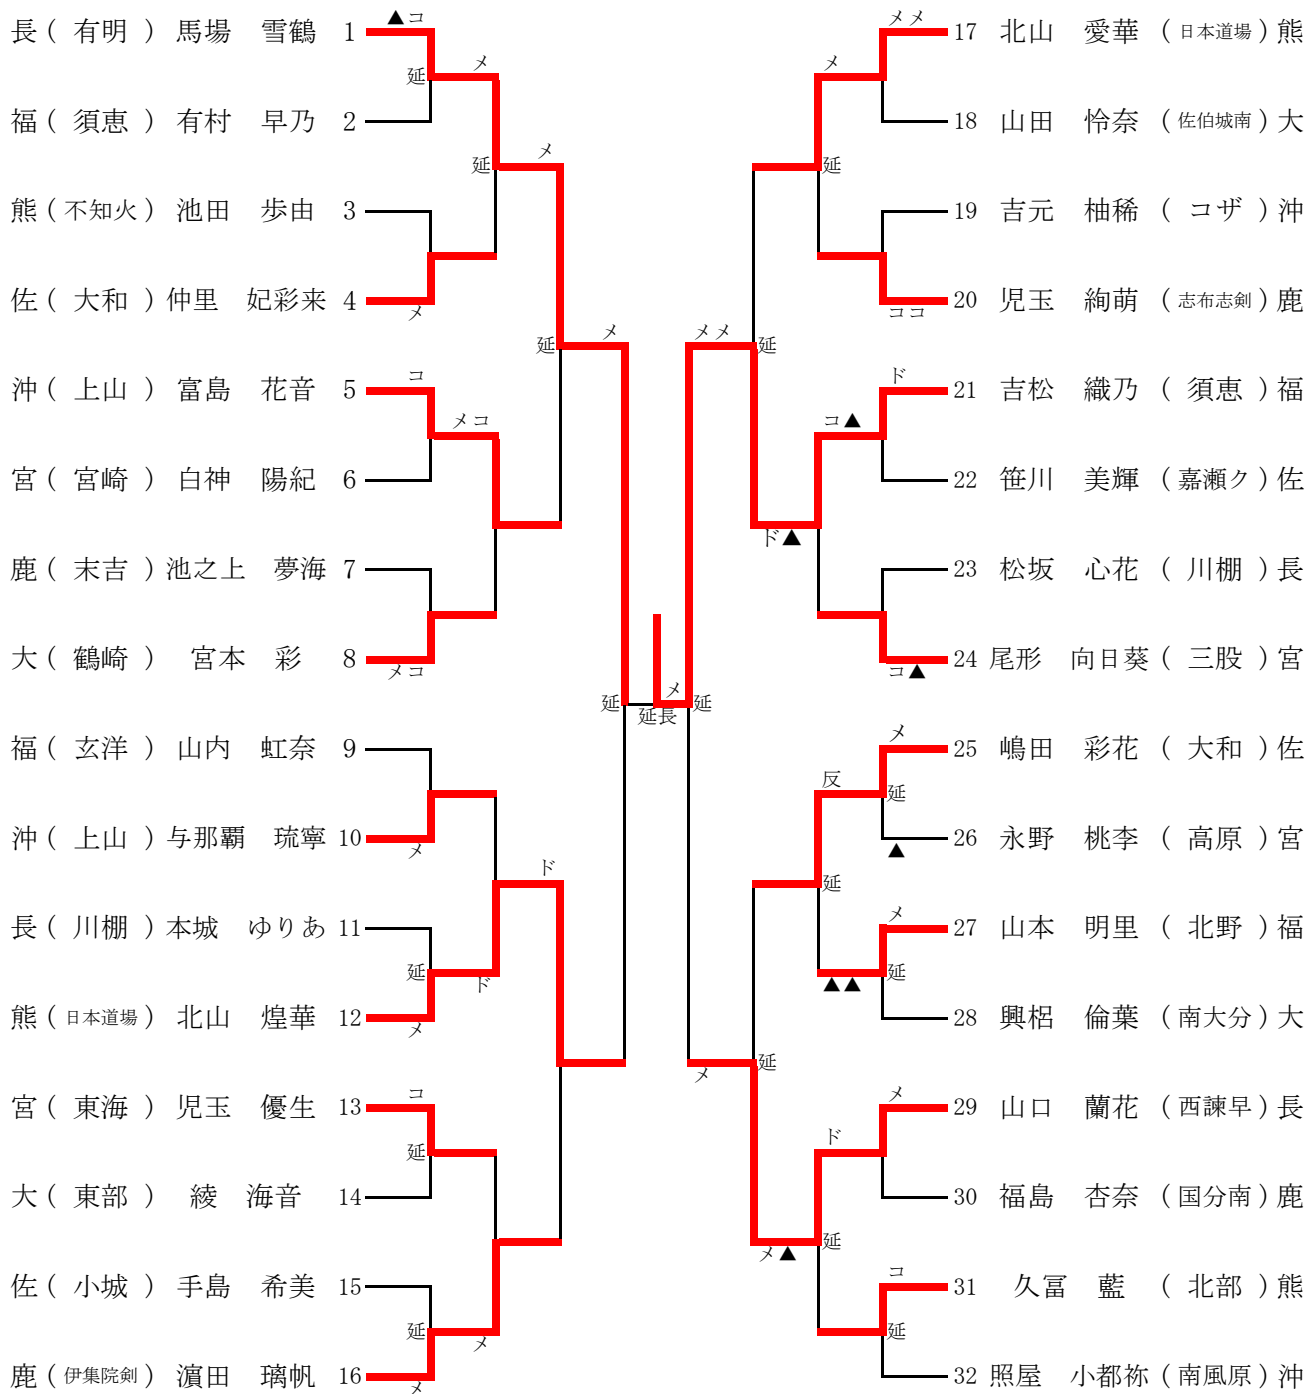 ▲コ
長（ 有明 ）馬場 雪鶴 1
延
メ
福（ 須恵 ）有村 早乃 2
延
メ
熊（不知火）池田 歩由 3
佐（ 大和 ）仲里 妃彩来 4
メ
延
メ
沖（ 上山 ）富島 花音 5
コ
メコ
宮（ 宮崎 ）白神 陽紀 6
鹿（ 末吉 ）池之上 夢海 7
大（ 鶴崎 ）宮本 彩 8
メコ
延
延長
メ
延
福（ 玄洋 ）山内 虹奈 9
沖（ 上山 ）与那覇 琉寧 10
メ
ド
長（ 川棚 ）本城 ゆりあ 11
延
ド
熊（日本道場）北山 煌華 12
メ
宮（ 東海 ）児玉 優生 13
コ
延
大（ 東部 ）綾 海音 14
佐（ 小城 ）手島 希美 15
延
メ
鹿（伊集院剣）濵田 璃帆 16
メ
メメ
17 北山 愛華（日本道場）熊
メ
18 山田 怜奈（佐伯城南）大
延
19 吉元 柚稀（ コザ ）沖
20 児玉 絢萌（志布志剣）鹿
ココ
メメ
延
ド
21 吉松 織乃（ 須恵 ）福
コ▲
22 笹川 美輝（嘉瀬ク）佐
ド▲
23 松坂 心花（ 川棚 ）長
24 尾形 向日葵（ 三股 ）宮
コ▲
メ
25 嶋田 彩花（ 大和 ）佐
反
延
26 永野 桃李（ 高原 ）宮
▲
延
メ
27 山本 明里（ 北野 ）福
▲▲
延
28 興梠 倫葉（南大分）大
メ
延
メ
29 山口 蘭花（西諫早）長
ド
30 福島 杏奈（国分南）鹿
メ▲
延
コ
31 久冨 藍（ 北部 ）熊
延
32 照屋 小都祢（南風原）沖